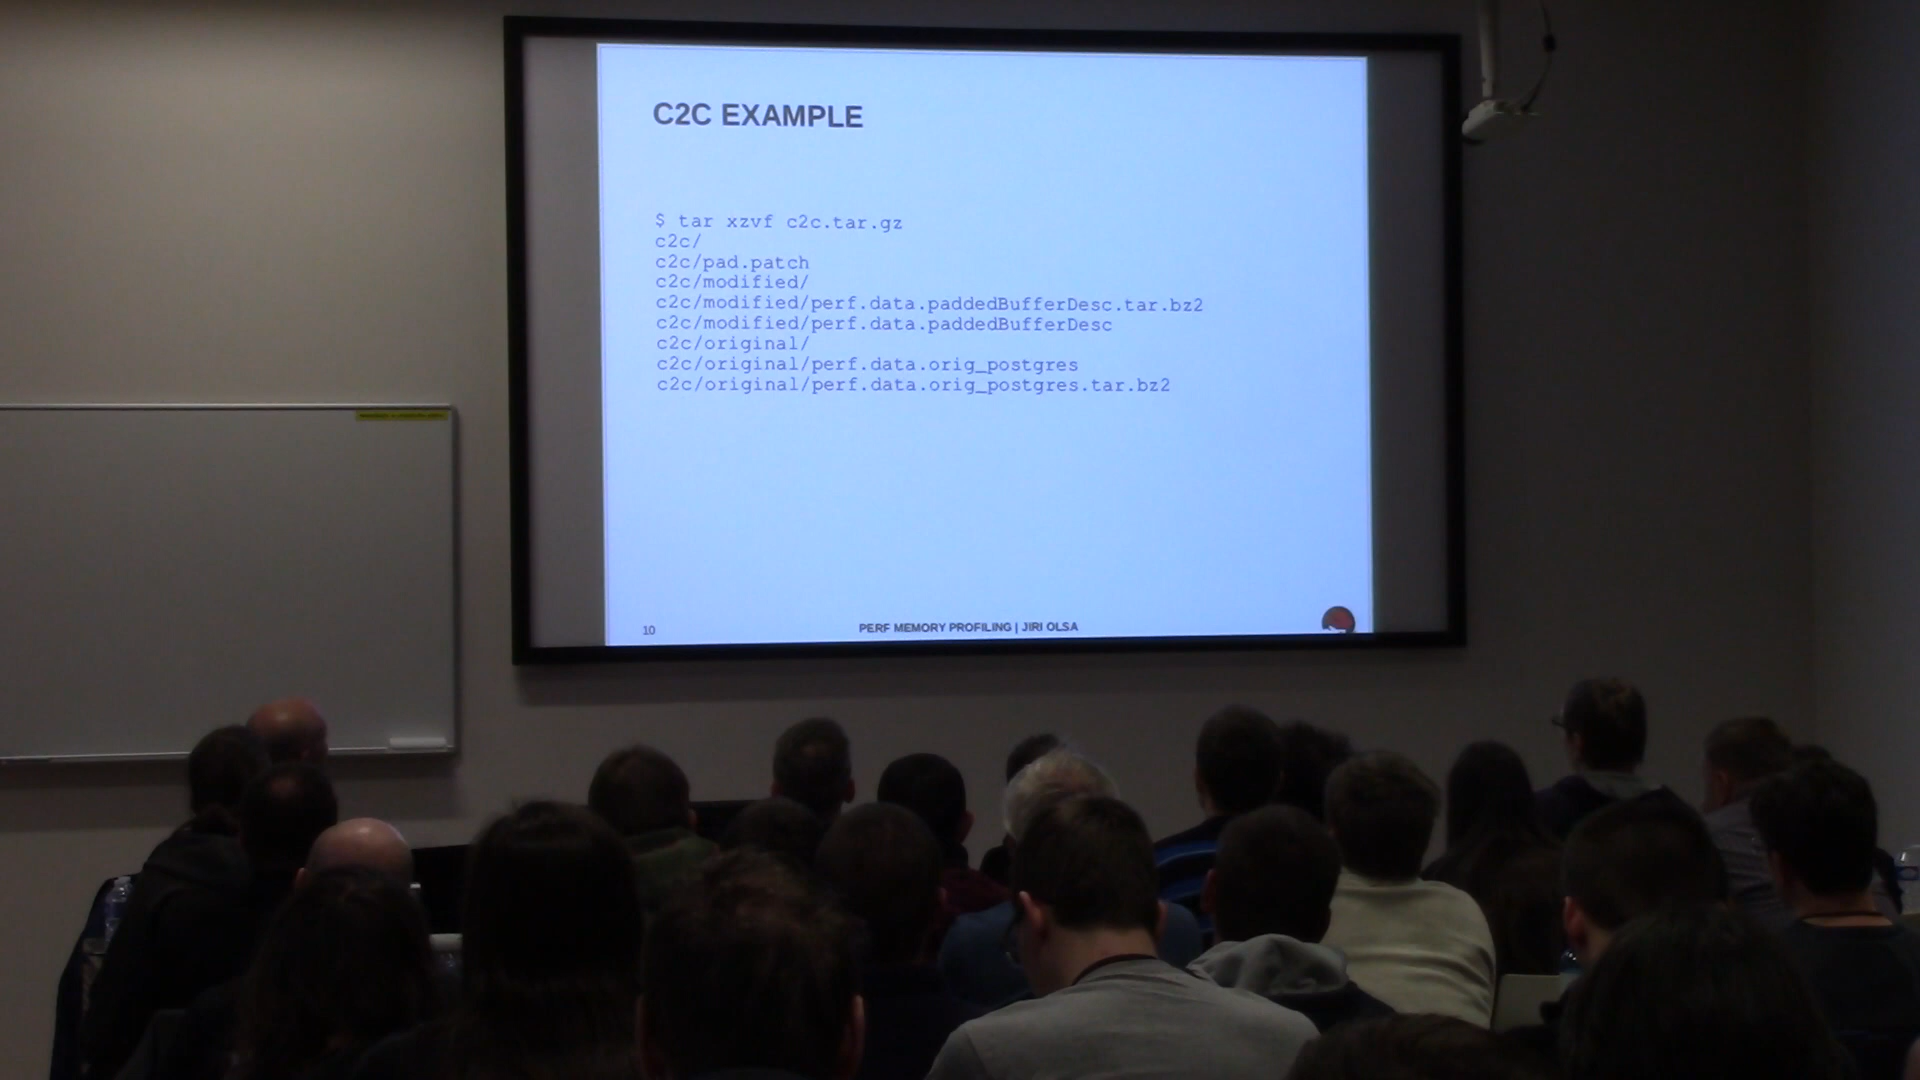 C2C EXAMPLE
$ tar xzvf c2c.tar.gz
c2c/
c2c/pad.patch
c2c/modified/
c2c/modified/perf.data.paddedBufferDesc.tar.bz2
c2c/modified/perf.data.paddedBufferDesc
c2c/original/
c2c/original/perf.data.orig_postgres
c2c/original/perf.data.orig_postgres.tar.bz2
10
PERF MEMORY PROFILING | JIRI OLSA